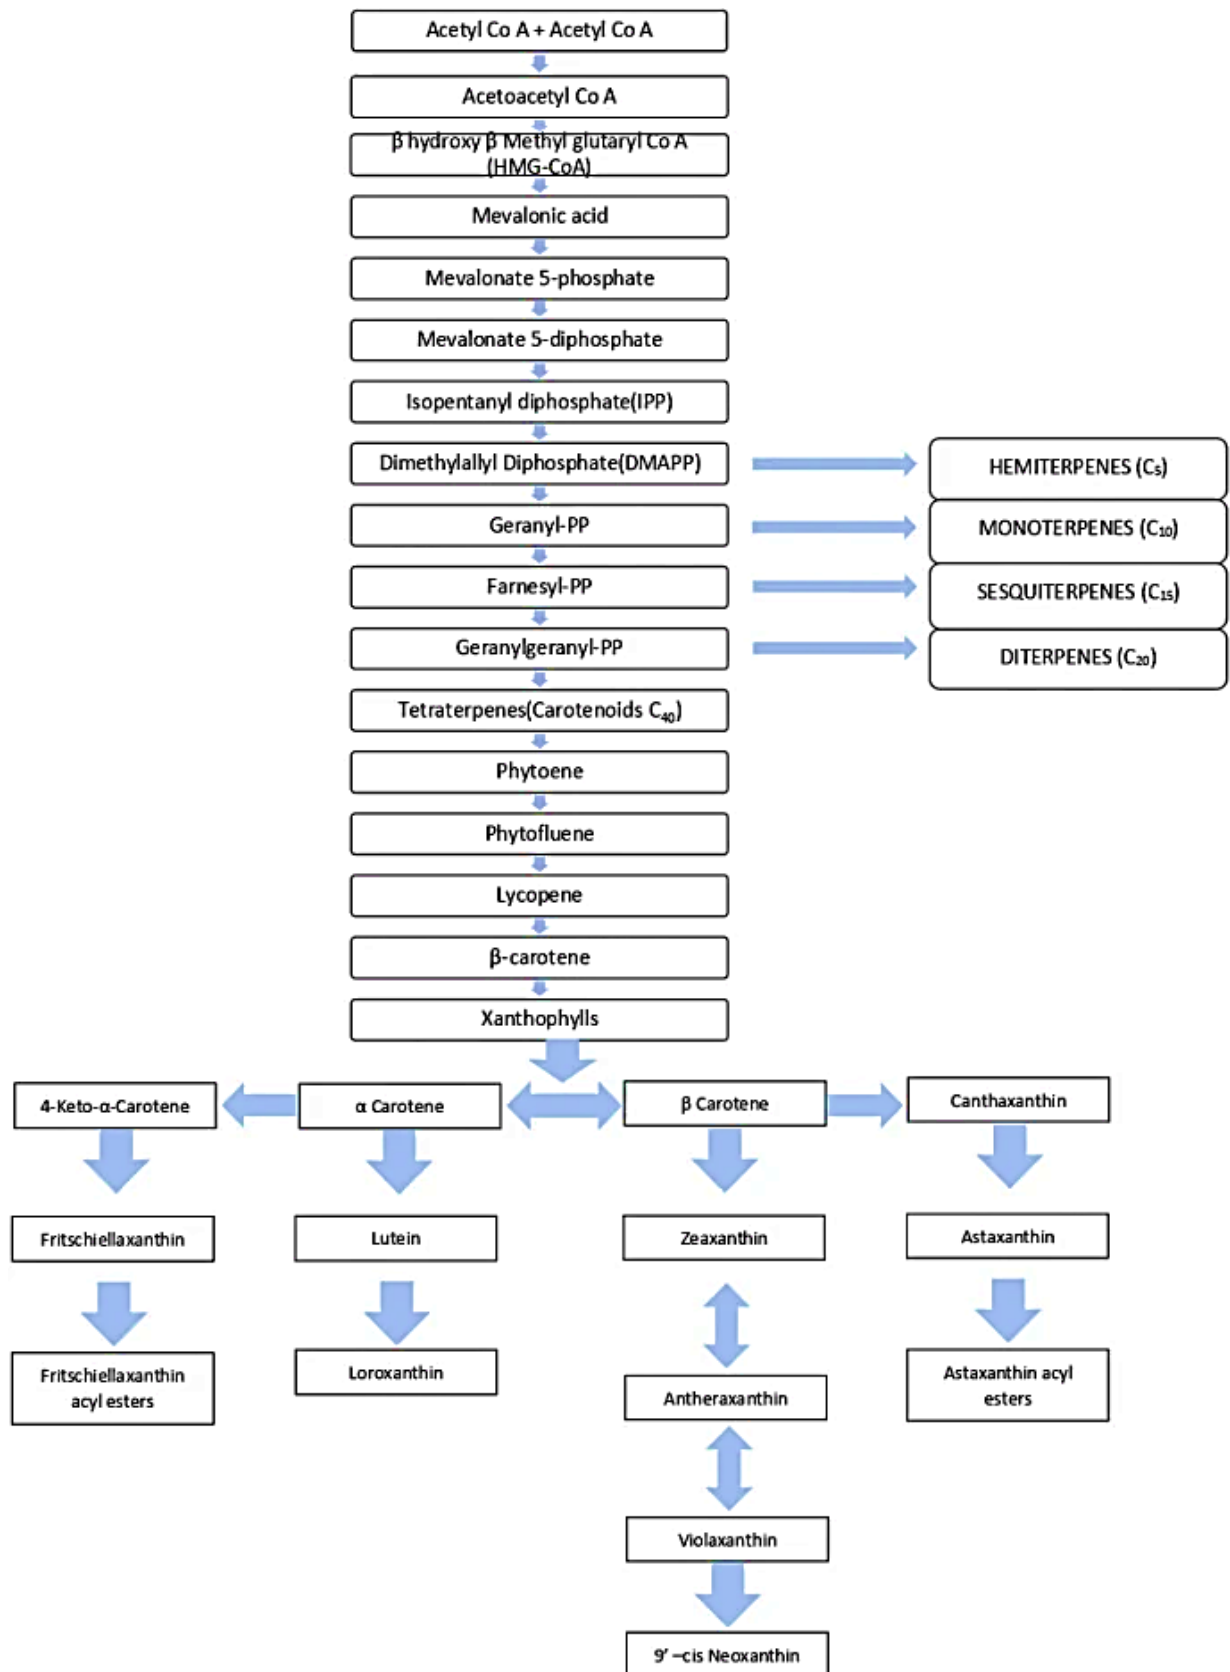 Acetyl Co A + Acetyl Co A
Acetoacetyl Co A
β hydroxy β Methyl glutaryl Co A
(HMG-CoA)
Mevalonic acid
Mevalonate 5-phosphate
Mevalonate 5-diphosphate
Isopentanyl diphosphate(IPP)
Dimethylallyl Diphosphate(DMAPP)
HEMITERPENES (C₅)
Geranyl-PP
MONOTERPENES (C₁₀)
Farnesyl-PP
SESQUITERPENES (C₁₅)
Geranylgeranyl-PP
DITERPENES (C₂₀)
Tetraterpenes(Carotenoids C₄₀)
Phytoene
Phytofluene
Lycopene
β-carotene
Xanthophylls
4-Keto-α-Carotene
α Carotene
β Carotene
Canthaxanthin
Fritschiellaxanthin
Lutein
Zeaxanthin
Astaxanthin
Fritschiellaxanthin
acyl esters
Loroxanthin
Antheraxanthin
Astaxanthin acyl
esters
Violaxanthin
9′ –cis Neoxanthin